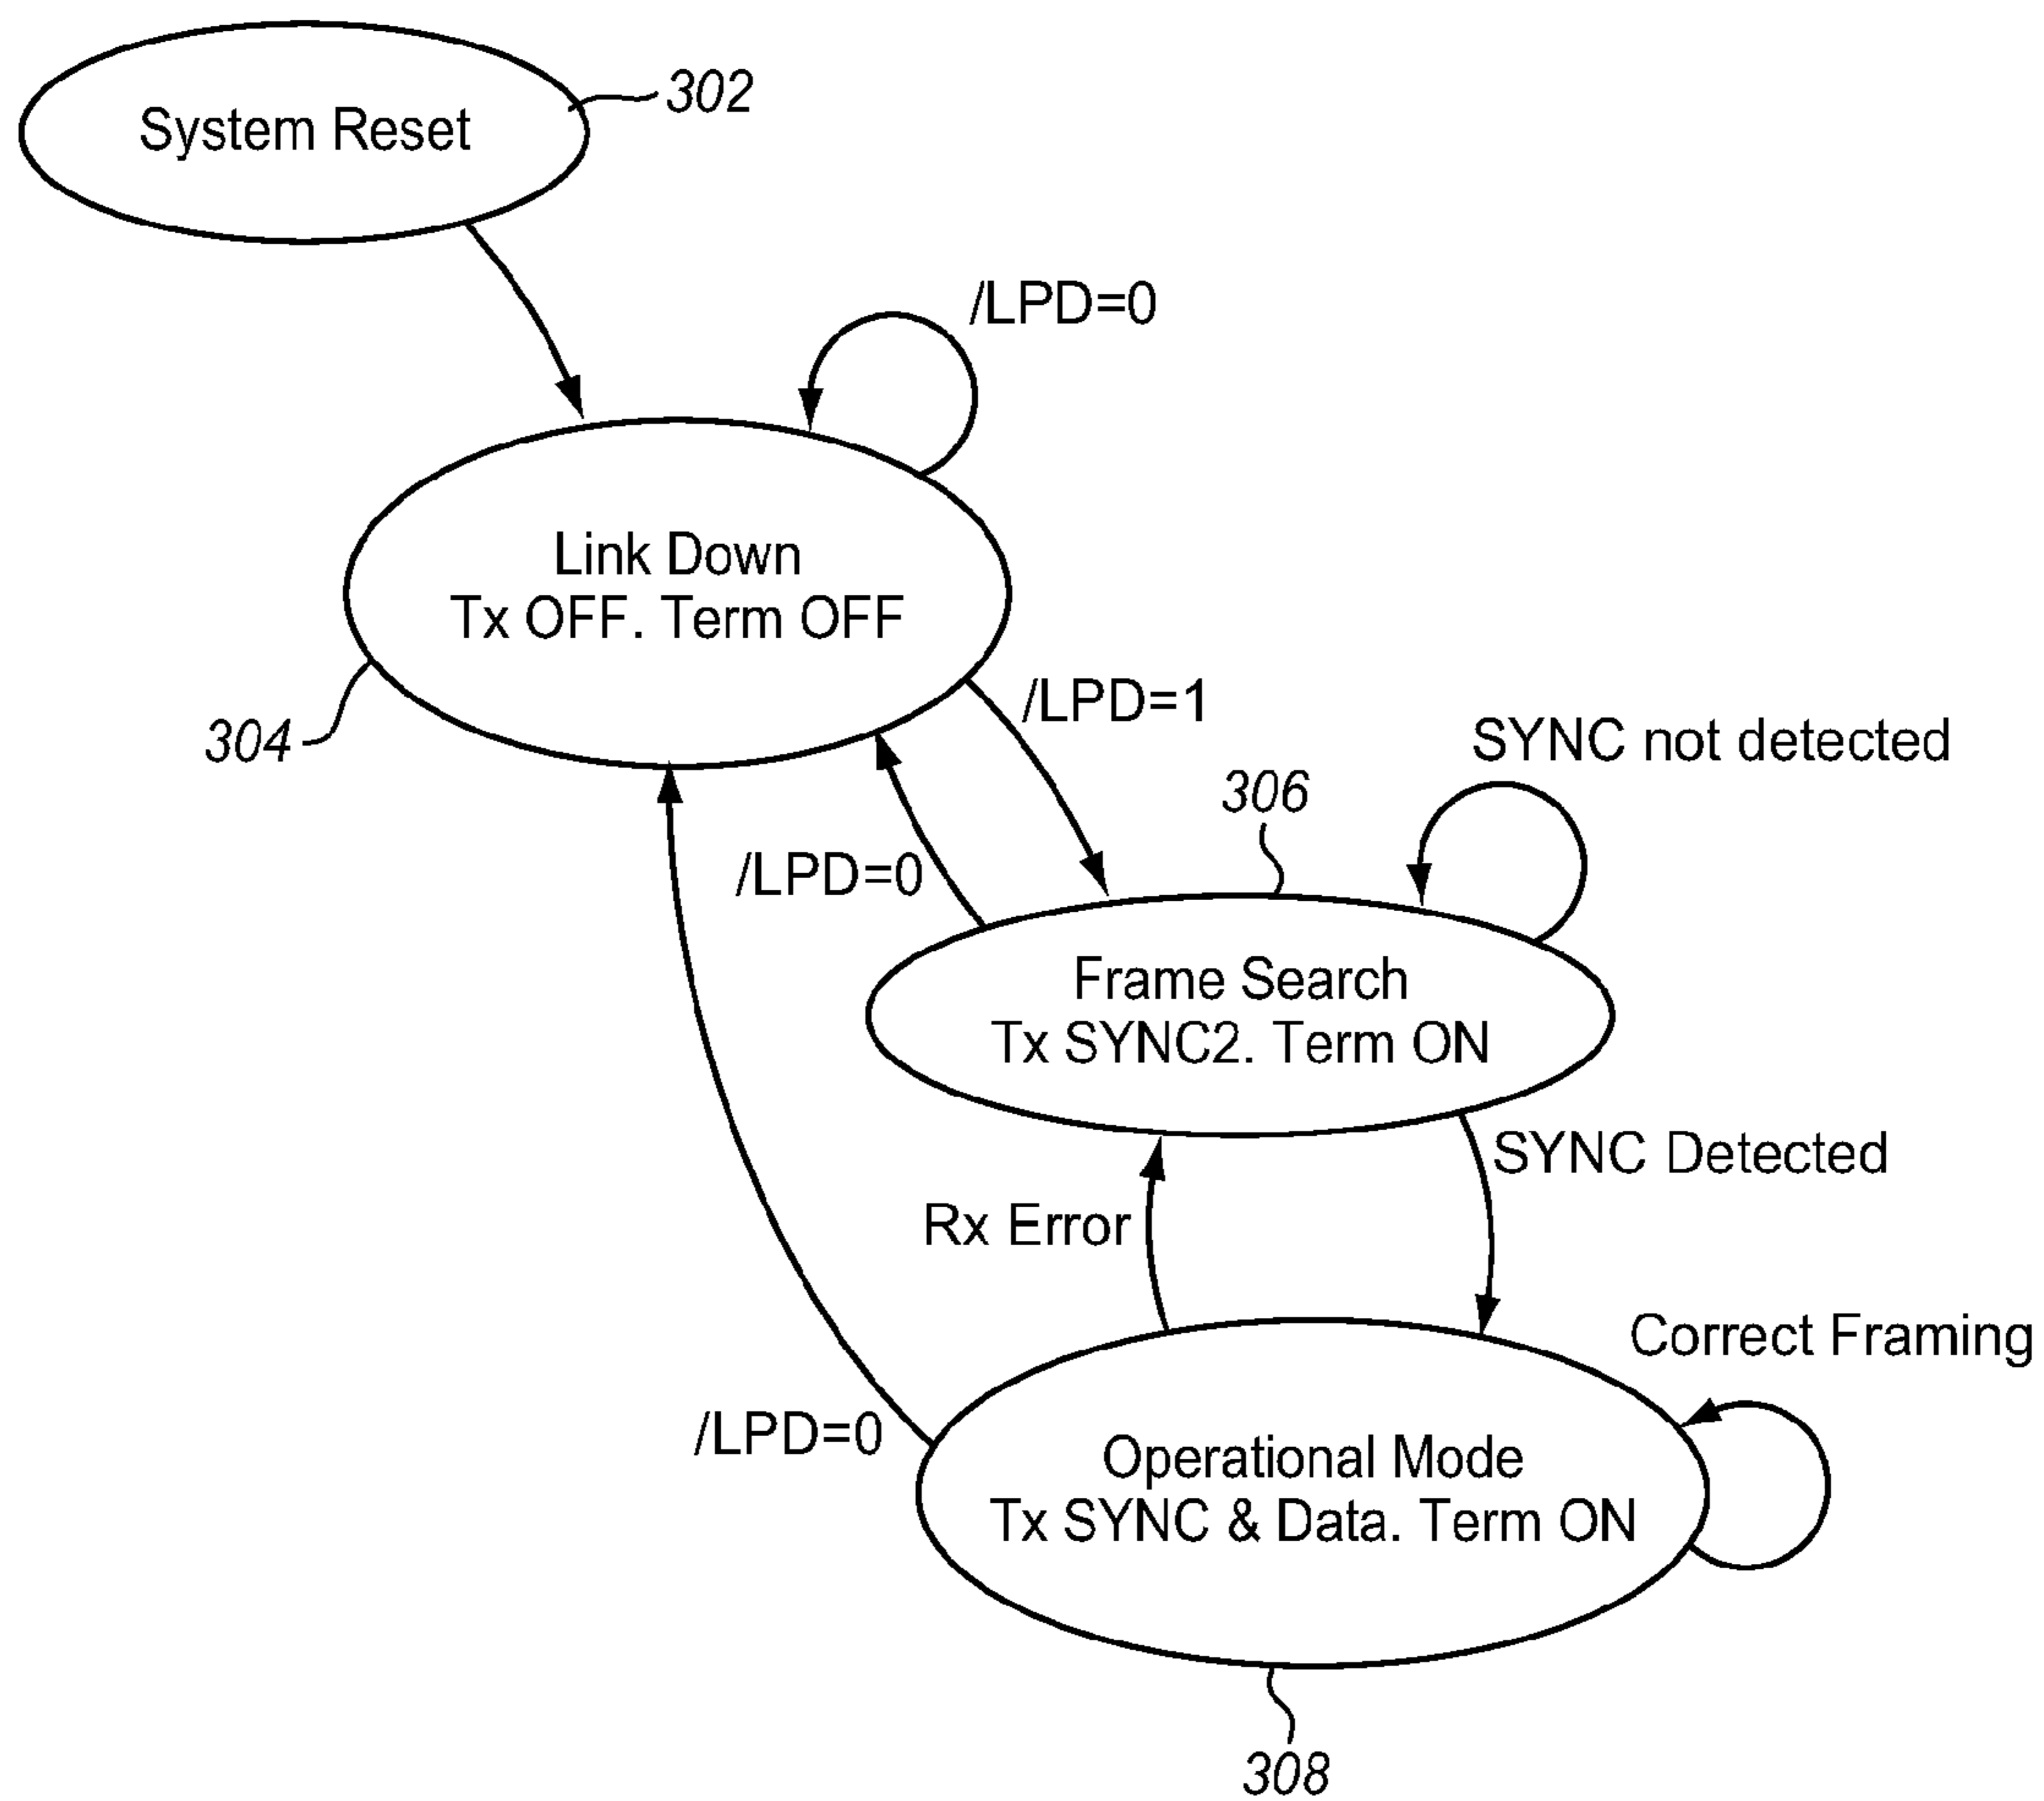 System Reset
302
/LPD=0
Link Down
Tx OFF. Term OFF
304
/LPD=1
SYNC not detected
306
/LPD=0
Frame Search
Tx SYNC2. Term ON
SYNC Detected
Rx Error
Correct Framing
/LPD=0
Operational Mode
Tx SYNC & Data. Term ON
308